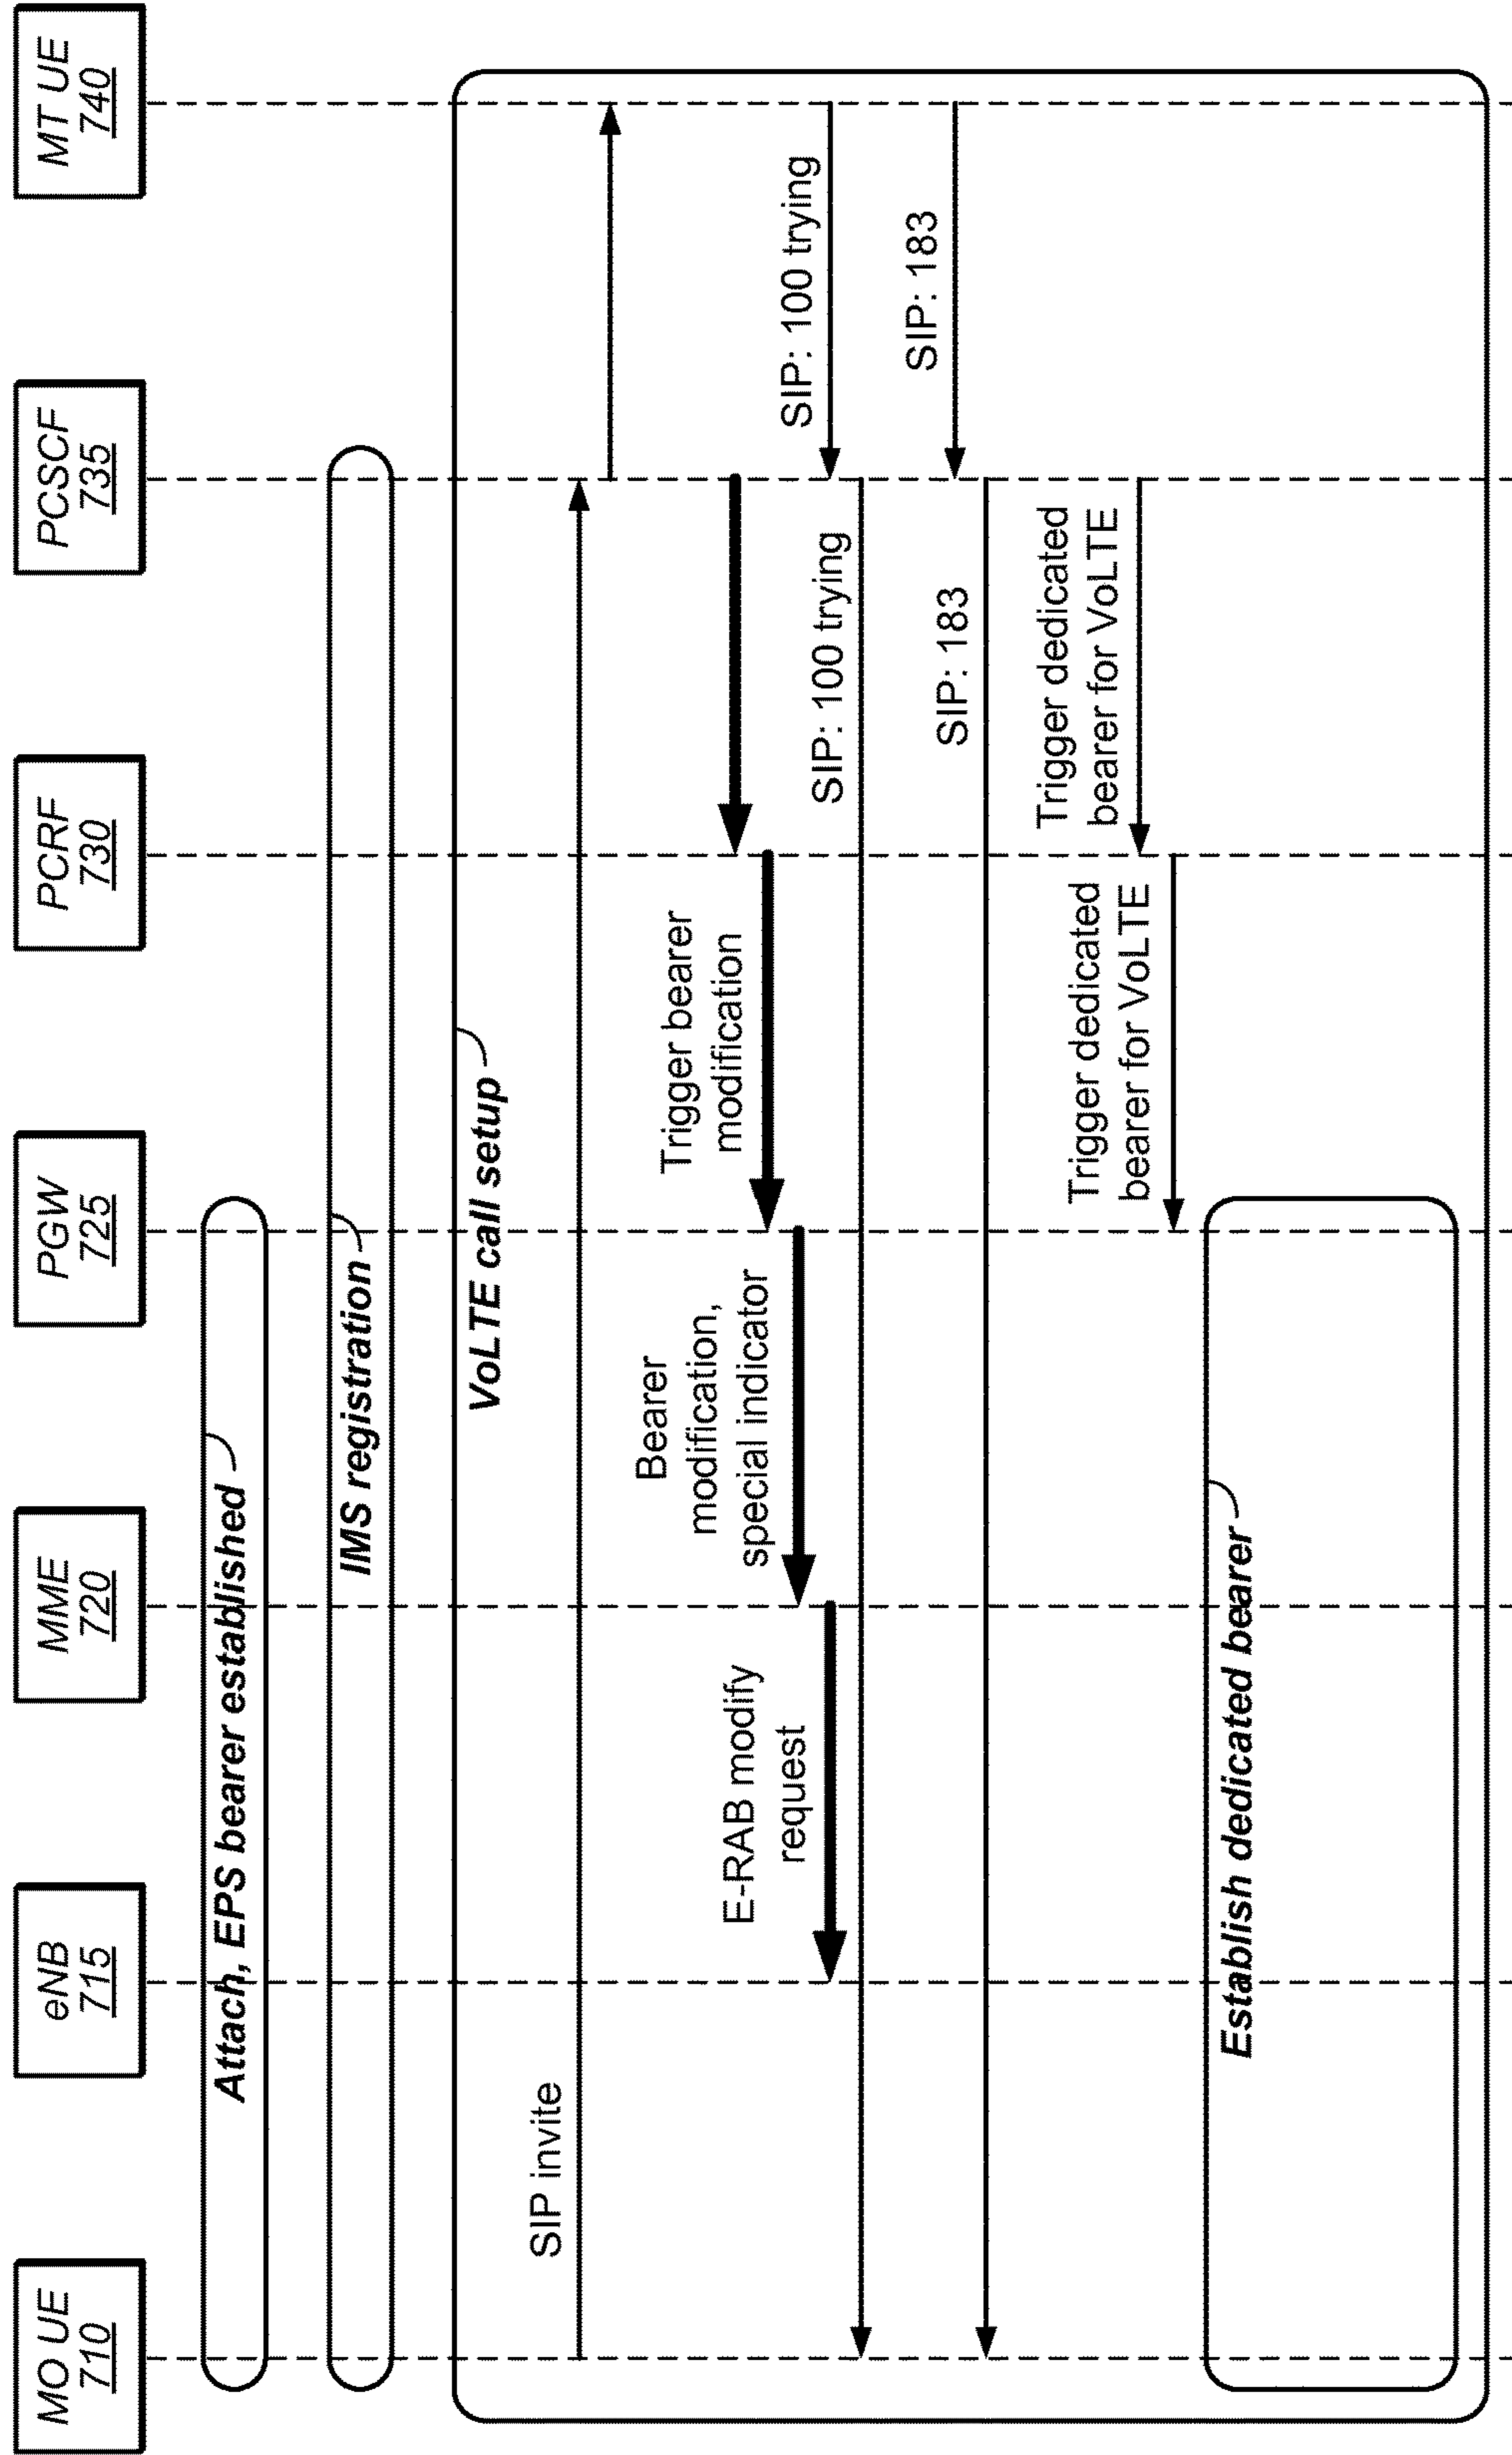 MO UE
710
eNB
715
MME
720
PGW
725
PCRF
730
PCSCF
735
MT UE
740
Attach, EPS bearer established
IMS registration
VoLTE call setup
SIP invite
Trigger bearer
modification
Bearer
modification,
special indicator
E-RAB modify
request
SIP: 100 trying
SIP: 100 trying
SIP: 183
SIP: 183
Trigger dedicated
bearer for VoLTE
Trigger dedicated
bearer for VoLTE
Establish dedicated bearer